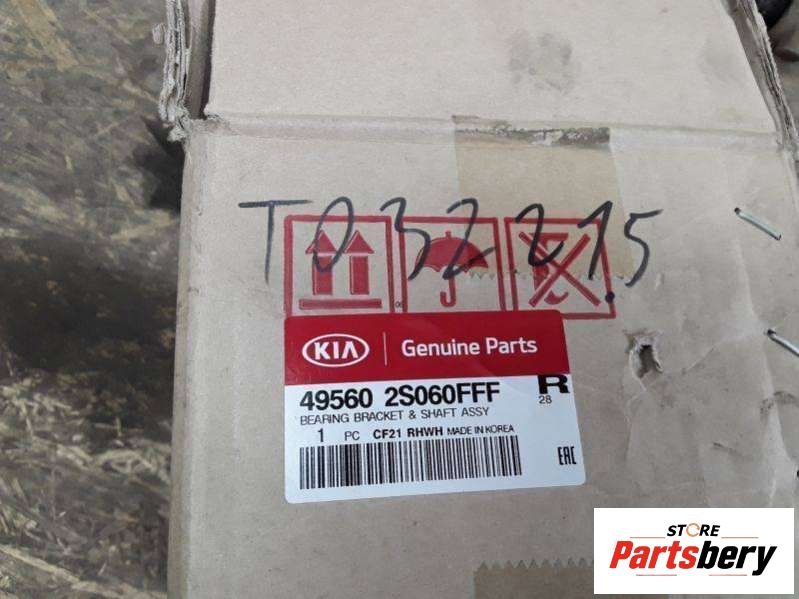 T032215
KIA Genuine Parts
49560 2S060FFF R
BEARING BRACKET & SHAFT ASSY 28
1 PC CF21 RHWH MADE IN KOREA
EAC
STORE
Partsbery